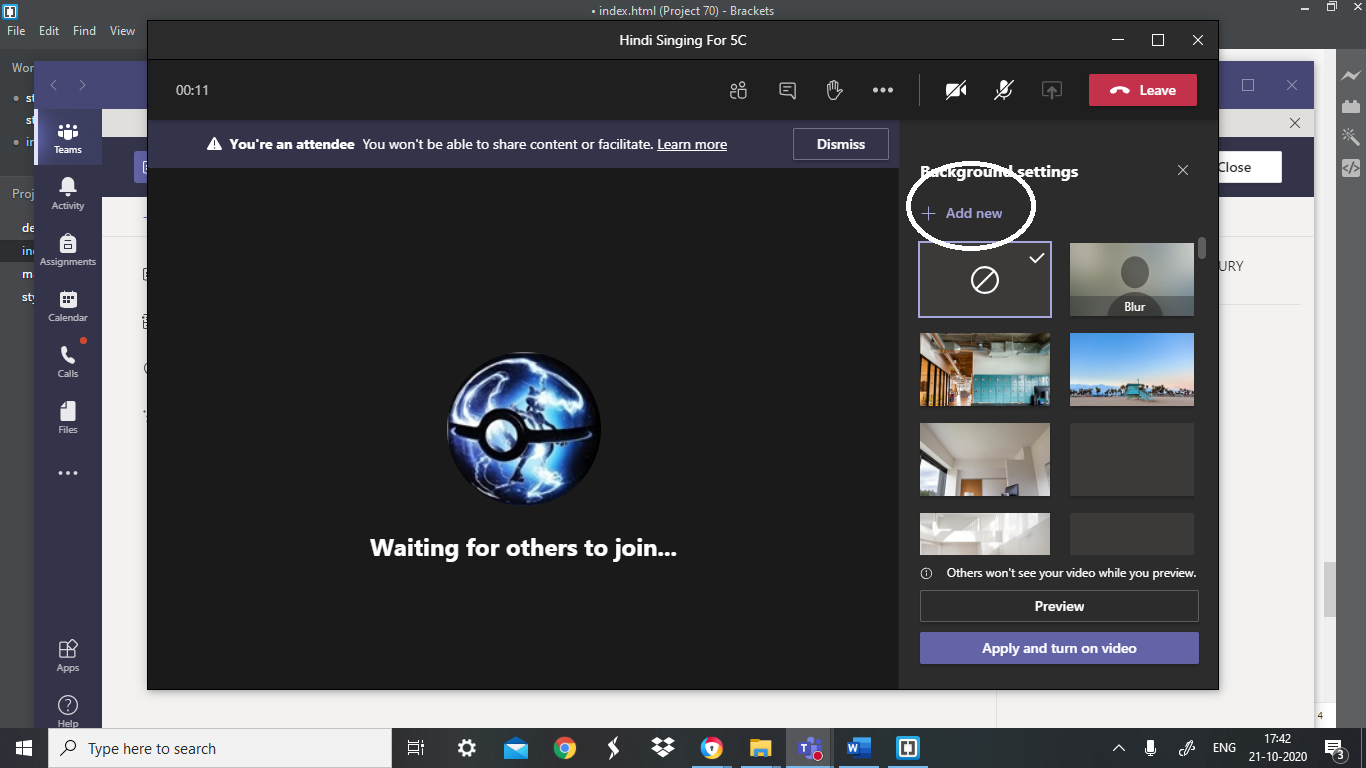 • index.html (Project 70) - Brackets
File Edit Find View
Hindi Singing For 5C
00:11
Leave
You're an attendee You won't be able to share content or facilitate. Learn more
Dismiss
Close
Teams
Activity
Assignments
Calendar
Calls
Files
Apps
Help
Background settings
+ Add new
Blur
URY
Waiting for others to join...
Others won't see your video while you preview.
Preview
Apply and turn on video
4
Type here to search
ENG
17:42
21-10-2020
3